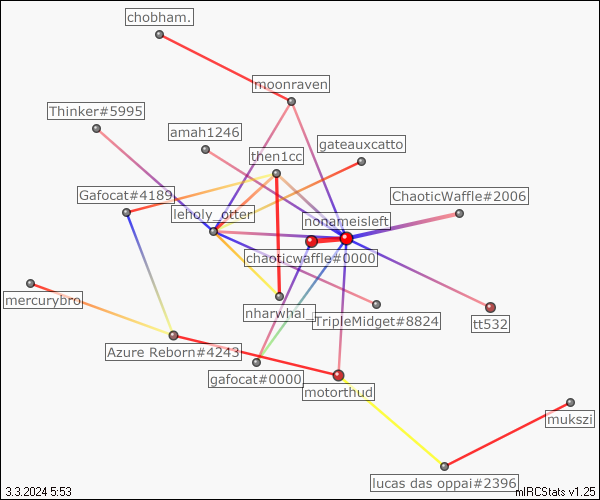 chobham.
moonraven
Thinker#5995
amah1246
gateauxcatto
then1cc
Gafocat#4189
ChaoticWaffle#2006
leholy_otter
nonameisleft
chaoticwaffle#0000
mercurybro
nharwhal_
TripleMidget#8824
tt532
Azure Reborn#4243
gafocat#0000
motorthud
mukszi
lucas das oppai#2396
3.3.2024 5:53
mIRCStats v1.25